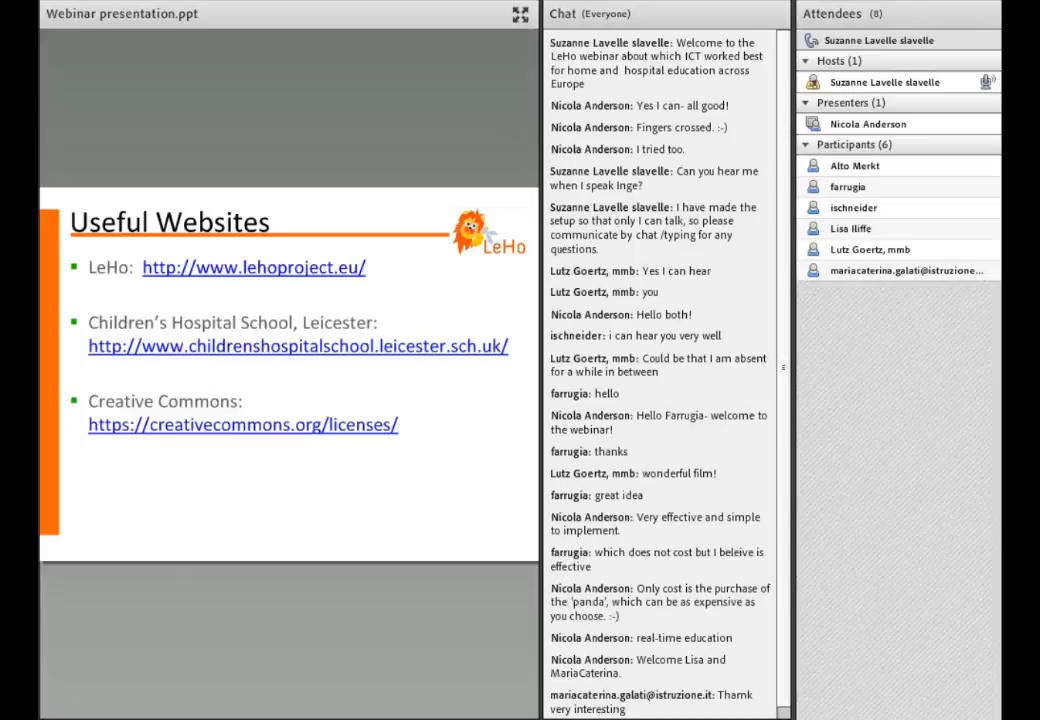 Webinar presentation.ppt
Useful Websites
LeHo
LeHo: http://www.lehoproject.eu/
Children's Hospital School, Leicester:
http://www.childrenshospitalschool.leicester.sch.uk/
Creative Commons:
https://creativecommons.org/licenses/
Chat (Everyone)
Suzanne Lavelle slavelle: Welcome to the
LeHo webinar about which ICT worked best
for home and hospital education across
Europe
Nicola Anderson: Yes I can- all good!
Nicola Anderson: Fingers crossed. :-)
Nicola Anderson: I tried too.
Suzanne Lavelle slavelle: Can you hear me
when I speak Inge?
Suzanne Lavelle slavelle: I have made the
setup so that only I can talk, so please
communicate by chat /typing for any
questions.
Lutz Goertz, mmb: Yes I can hear
Lutz Goertz, mmb: you
Nicola Anderson: Hello both!
ischneider: i can hear you very well
Lutz Goertz, mmb: Could be that I am absent
for a while in between
farrugia: hello
Nicola Anderson: Hello Farrugia- welcome to
the webinar!
farrugia: thanks
Lutz Goertz, mmb: wonderful film!
farrugia: great idea
Nicola Anderson: Very effective and simple
to implement.
farrugia: which does not cost but I beleive is
effective
Nicola Anderson: Only cost is the purchase of
the 'panda', which can be as expensive as
you choose. :-)
Nicola Anderson: real-time education
Nicola Anderson: Welcome Lisa and
MariaCaterina.
mariacaterina.galati@istruzione.it: Thamk
very interesting
Attendees (8)
Suzanne Lavelle slavelle
Hosts (1)
Suzanne Lavelle slavelle
Presenters (1)
Nicola Anderson
Participants (6)
Alto Merkt
farrugia
ischneider
Lisa Iliffe
Lutz Goertz, mmb
mariacaterina.galati@istruzione...